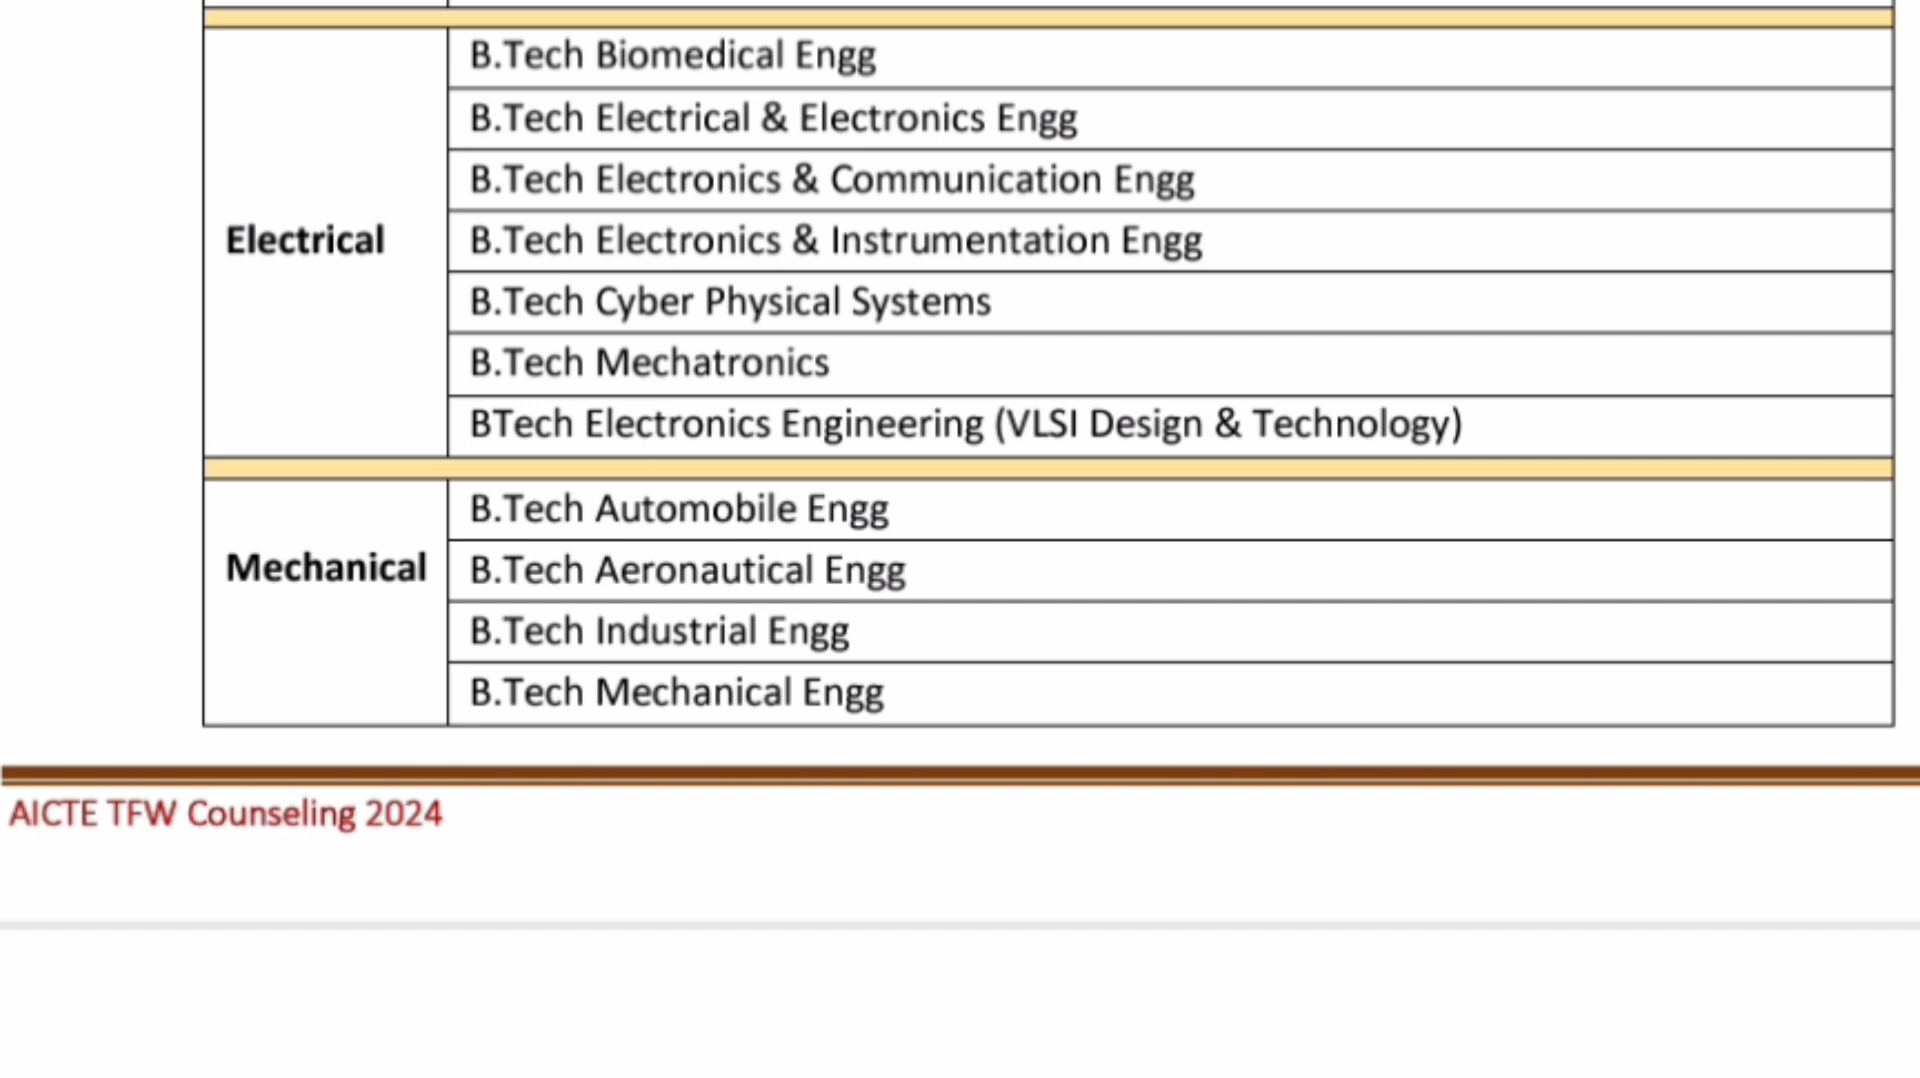 B.Tech Biomedical Engg
B.Tech Electrical & Electronics Engg
B.Tech Electronics & Communication Engg
Electrical
B.Tech Electronics & Instrumentation Engg
B.Tech Cyber Physical Systems
B.Tech Mechatronics
BTech Electronics Engineering (VLSI Design & Technology)
B.Tech Automobile Engg
Mechanical
B.Tech Aeronautical Engg
B.Tech Industrial Engg
B.Tech Mechanical Engg
AICTE TFW Counseling 2024